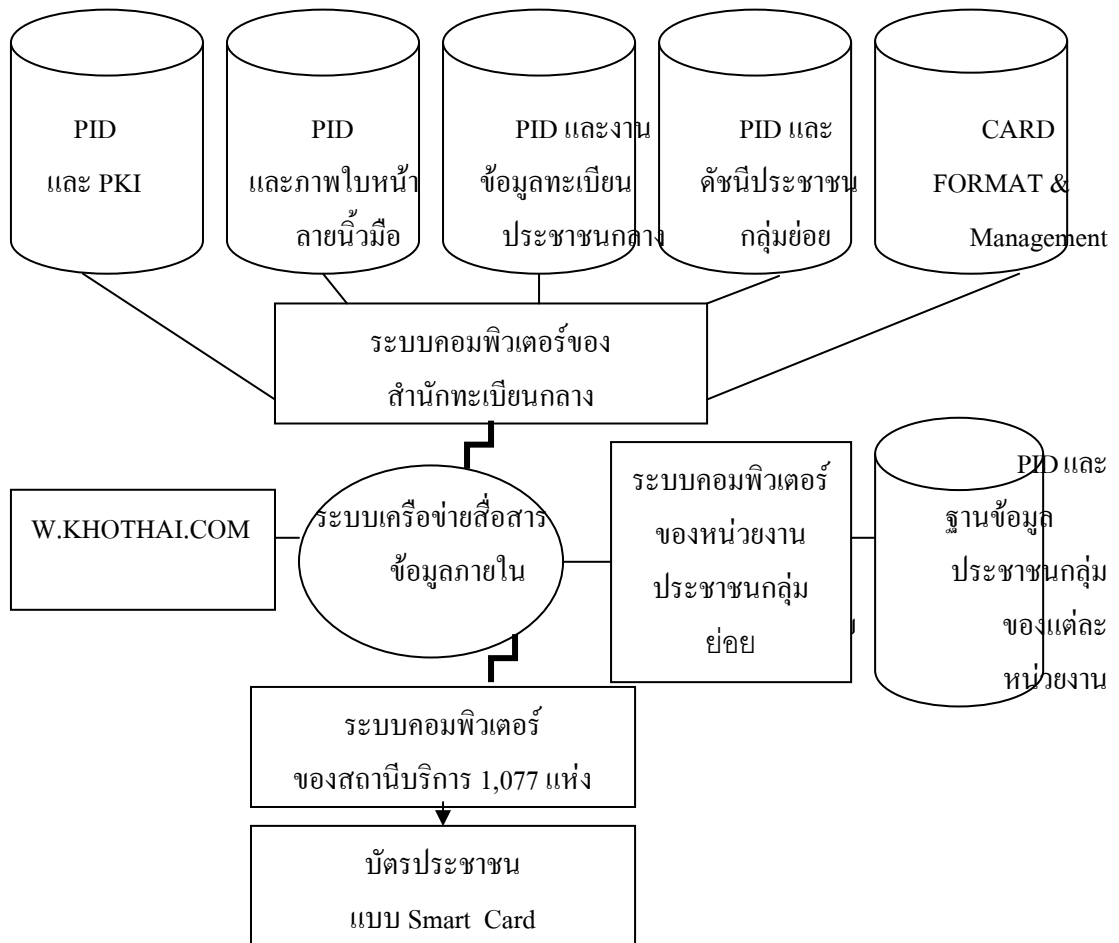 PID
และ PKI
PID
และภาพใบหน้า
ลายนิ้วมือ
PID และงาน
ข้อมูลทะเบียน
ประชาชนกลาง
PID และ
ดัชนีประชาชน
กลุ่มย่อย
CARD
FORMAT &
Management
ระบบคอมพิวเตอร์ของ
สำนักทะเบียนกลาง
W.KHOTHAI.COM
ระบบเครือข่ายสื่อสาร
ข้อมูลภายใน
ระบบคอมพิวเตอร์
ของหน่วยงาน
ประชาชนกลุ่ม
ย่อย
PID และ
ฐานข้อมูล
ประชาชนกลุ่ม
ของแต่ละ
หน่วยงาน
ระบบคอมพิวเตอร์
ของสถานีบริการ 1,077 แห่ง
บัตรประชาชน
แบบ Smart Card